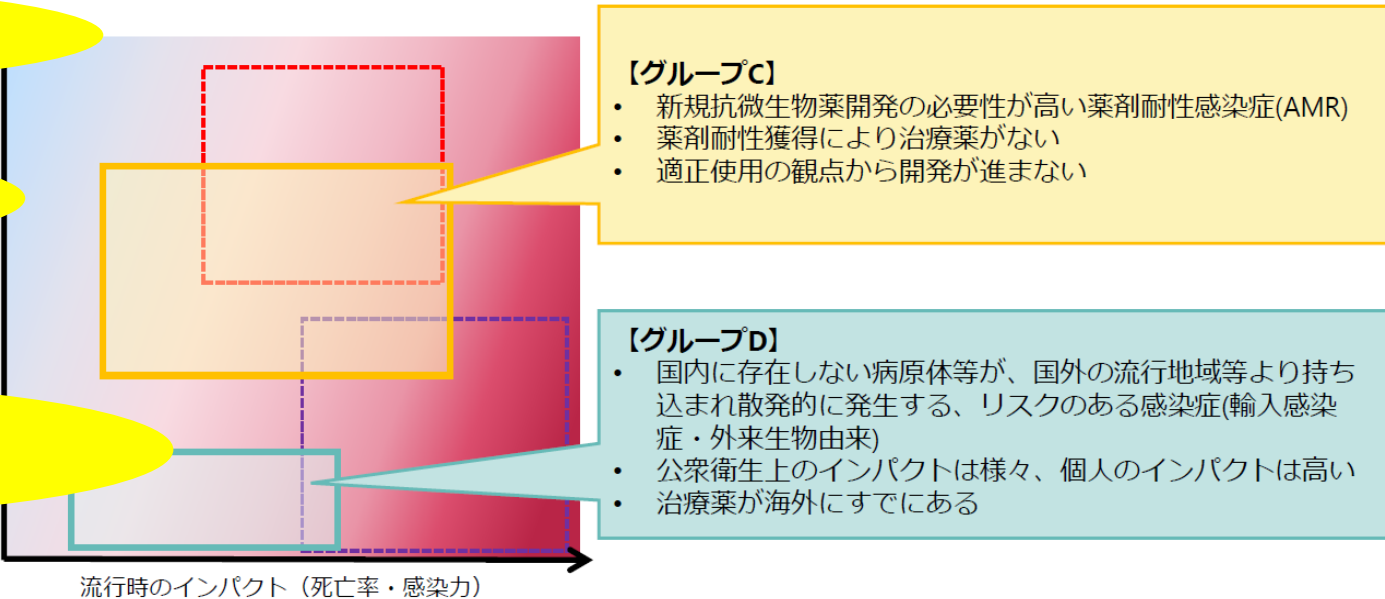 【グループC】
• 新規抗微生物薬開発の必要性が高い薬剤耐性感染症(AMR)
• 薬剤耐性獲得により治療薬がない
• 適正使用の観点から開発が進まない
【グループD】
• 国内に存在しない病原体等が、国外の流行地域等より持ち
込まれ散発的に発生する、リスクのある感染症(輸入感染
症・外来生物由来)
• 公衆衛生上のインパクトは様々、個人のインパクトは高い
• 治療薬が海外にすでにある
流行時のインパクト（死亡率・感染力）